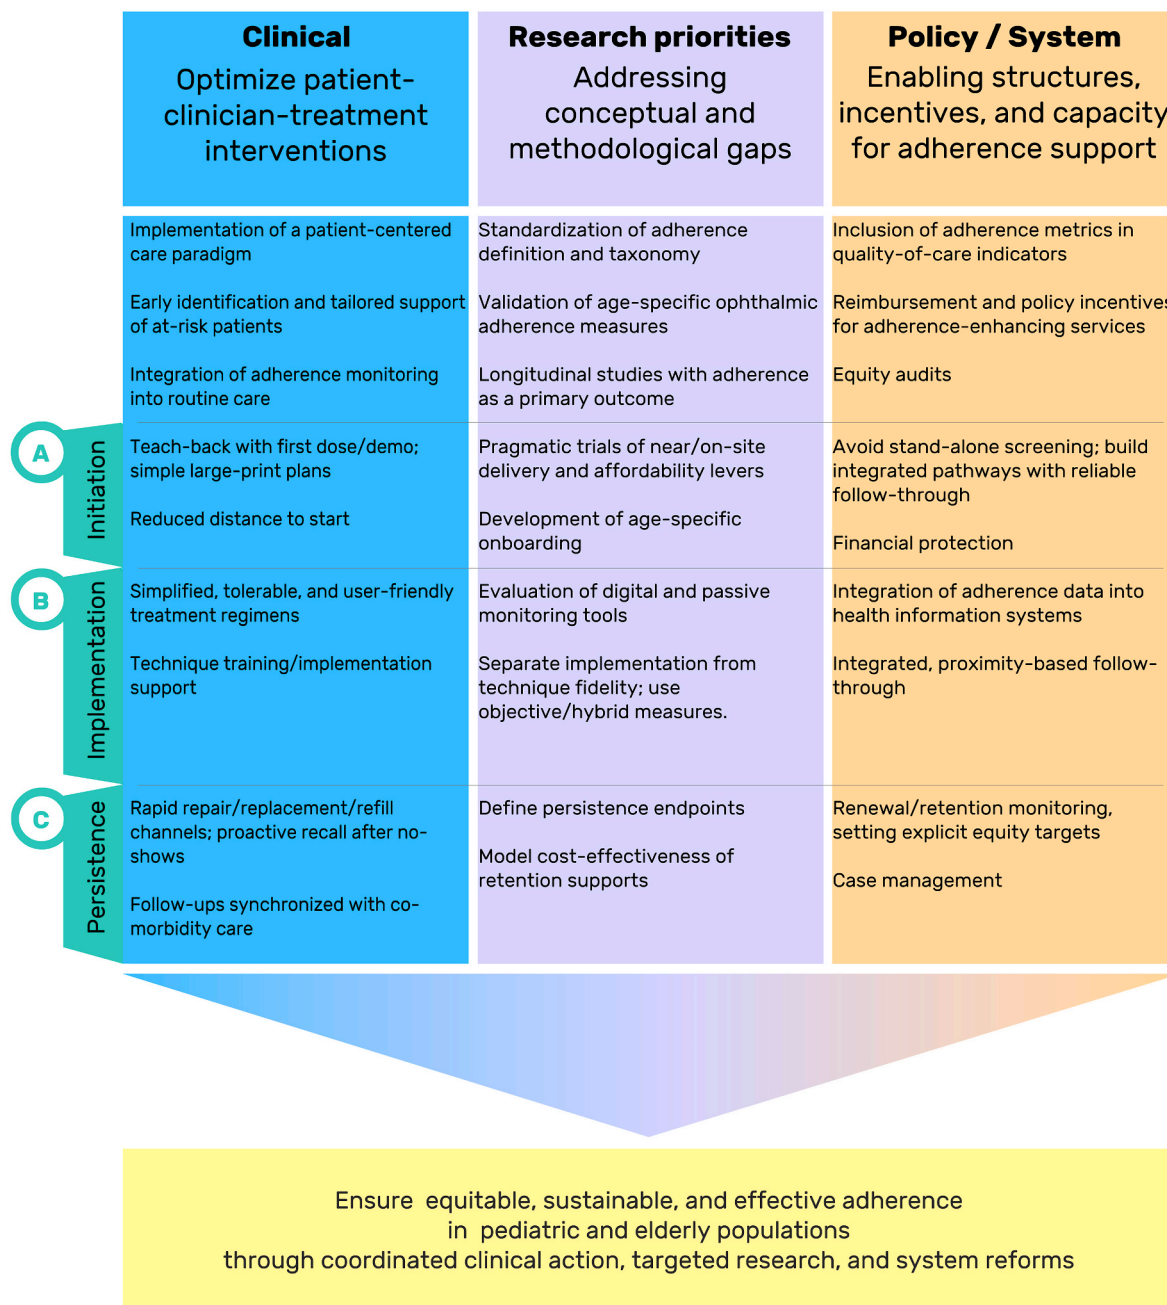 Clinical
Optimize patient-
clinician-treatment
interventions
Research priorities
Addressing
conceptual and
methodological gaps
Policy / System
Enabling structures,
incentives, and capacity
for adherence support
Implementation of a patient-centered
care paradigm
Early identification and tailored support
of at-risk patients
Integration of adherence monitoring
into routine care
Standardization of adherence
definition and taxonomy
Validation of age-specific ophthalmic
adherence measures
Longitudinal studies with adherence
as a primary outcome
Inclusion of adherence metrics in
quality-of-care indicators
Reimbursement and policy incentives
for adherence-enhancing services
Equity audits
A
Initiation
Teach-back with first dose/demo;
simple large-print plans
Reduced distance to start
Pragmatic trials of near/on-site
delivery and affordability levers
Development of age-specific
onboarding
Avoid stand-alone screening; build
integrated pathways with reliable
follow-through
Financial protection
B
Implementation
Simplified, tolerable, and user-friendly
treatment regimens
Technique training/implementation
support
Evaluation of digital and passive
monitoring tools
Separate implementation from
technique fidelity; use
objective/hybrid measures.
Integration of adherence data into
health information systems
Integrated, proximity-based follow-
through
C
Persistence
Rapid repair/replacement/refill
channels; proactive recall after no-
shows
Follow-ups synchronized with co-
morbidity care
Define persistence endpoints
Model cost-effectiveness of
retention supports
Renewal/retention monitoring,
setting explicit equity targets
Case management
Ensure equitable, sustainable, and effective adherence
in pediatric and elderly populations
through coordinated clinical action, targeted research, and system reforms